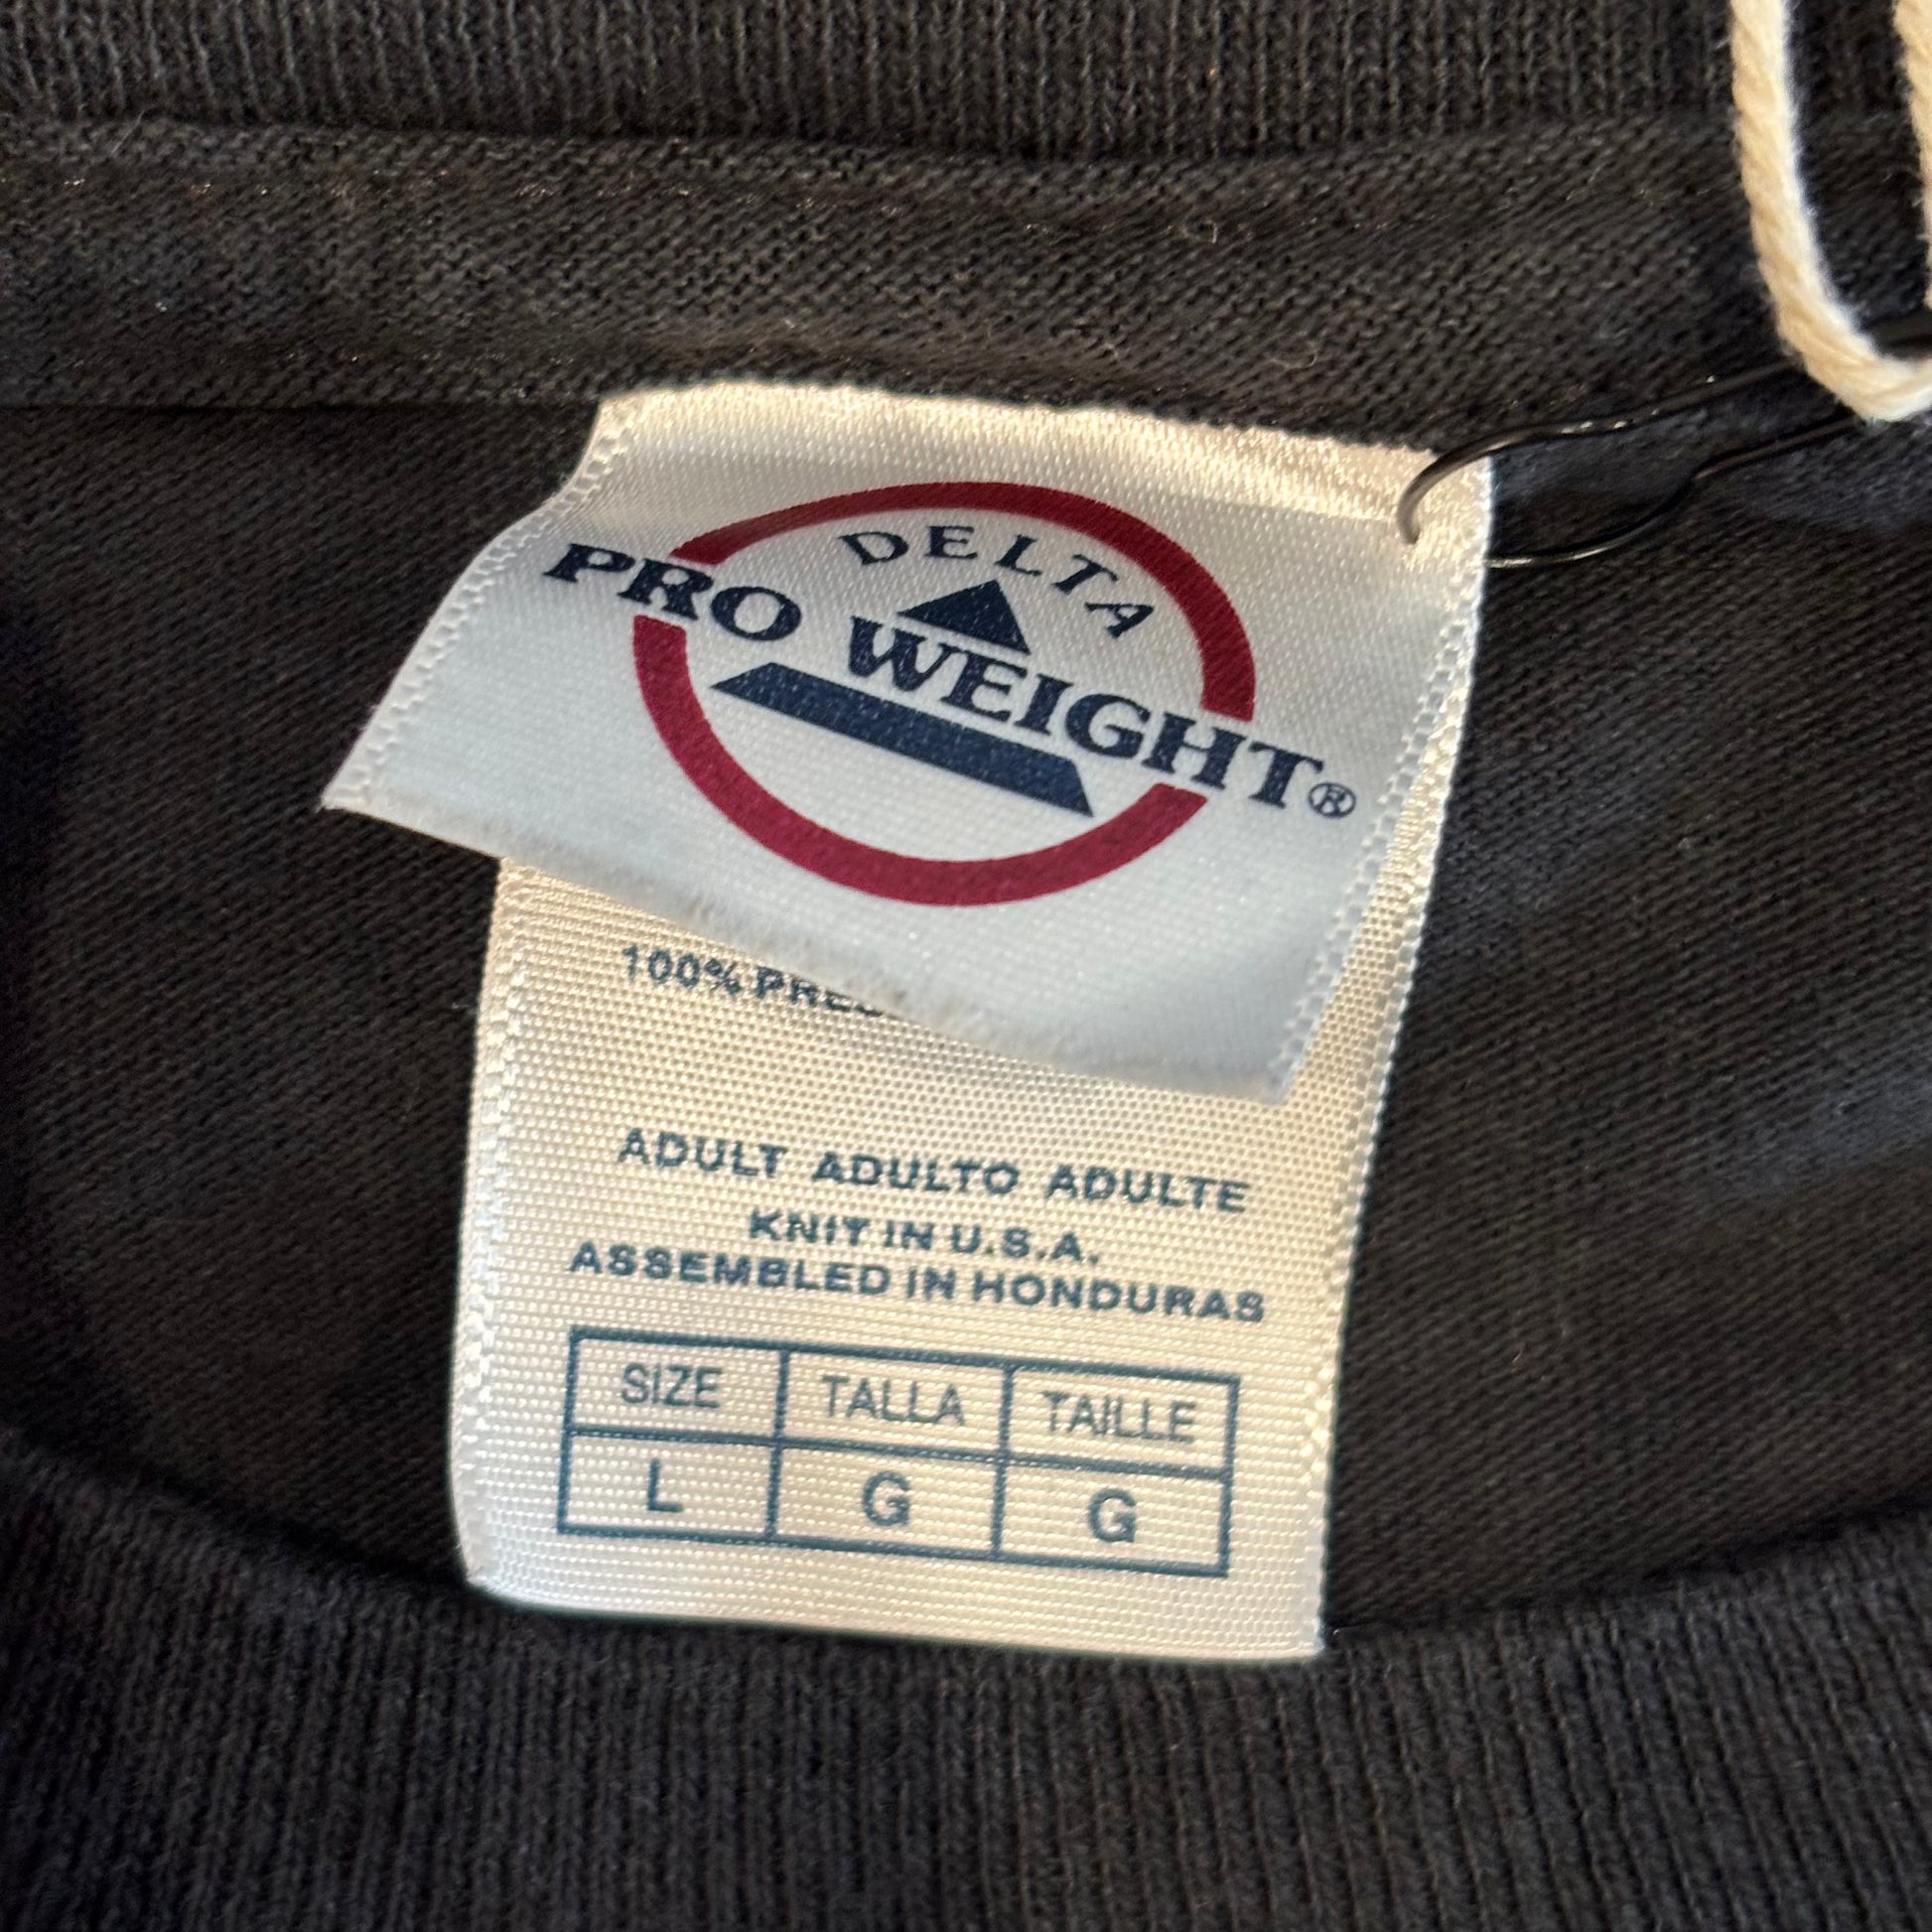 DELTA
PRO WEIGHT®
100%
ADULT ADULTO ADULTE
KNIT IN U.S.A.
ASSEMBLED IN HONDURAS
SIZE TALLA TAILLE
L G G